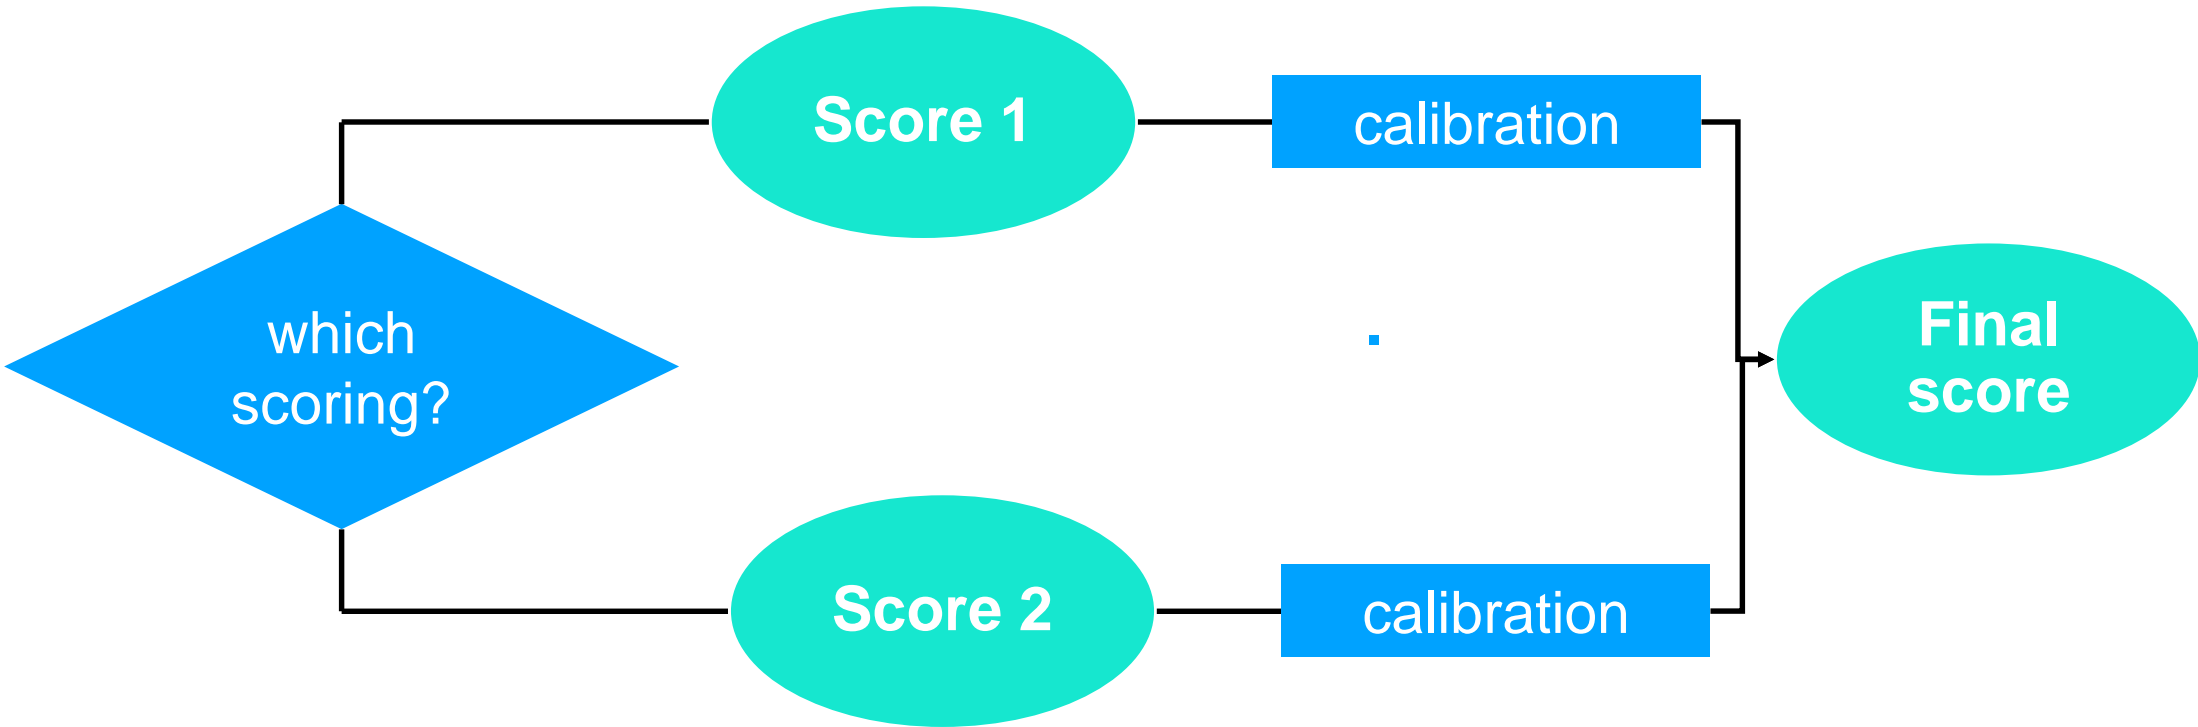 Score 1
calibration
which
scoring?
Final
score
Score 2
calibration